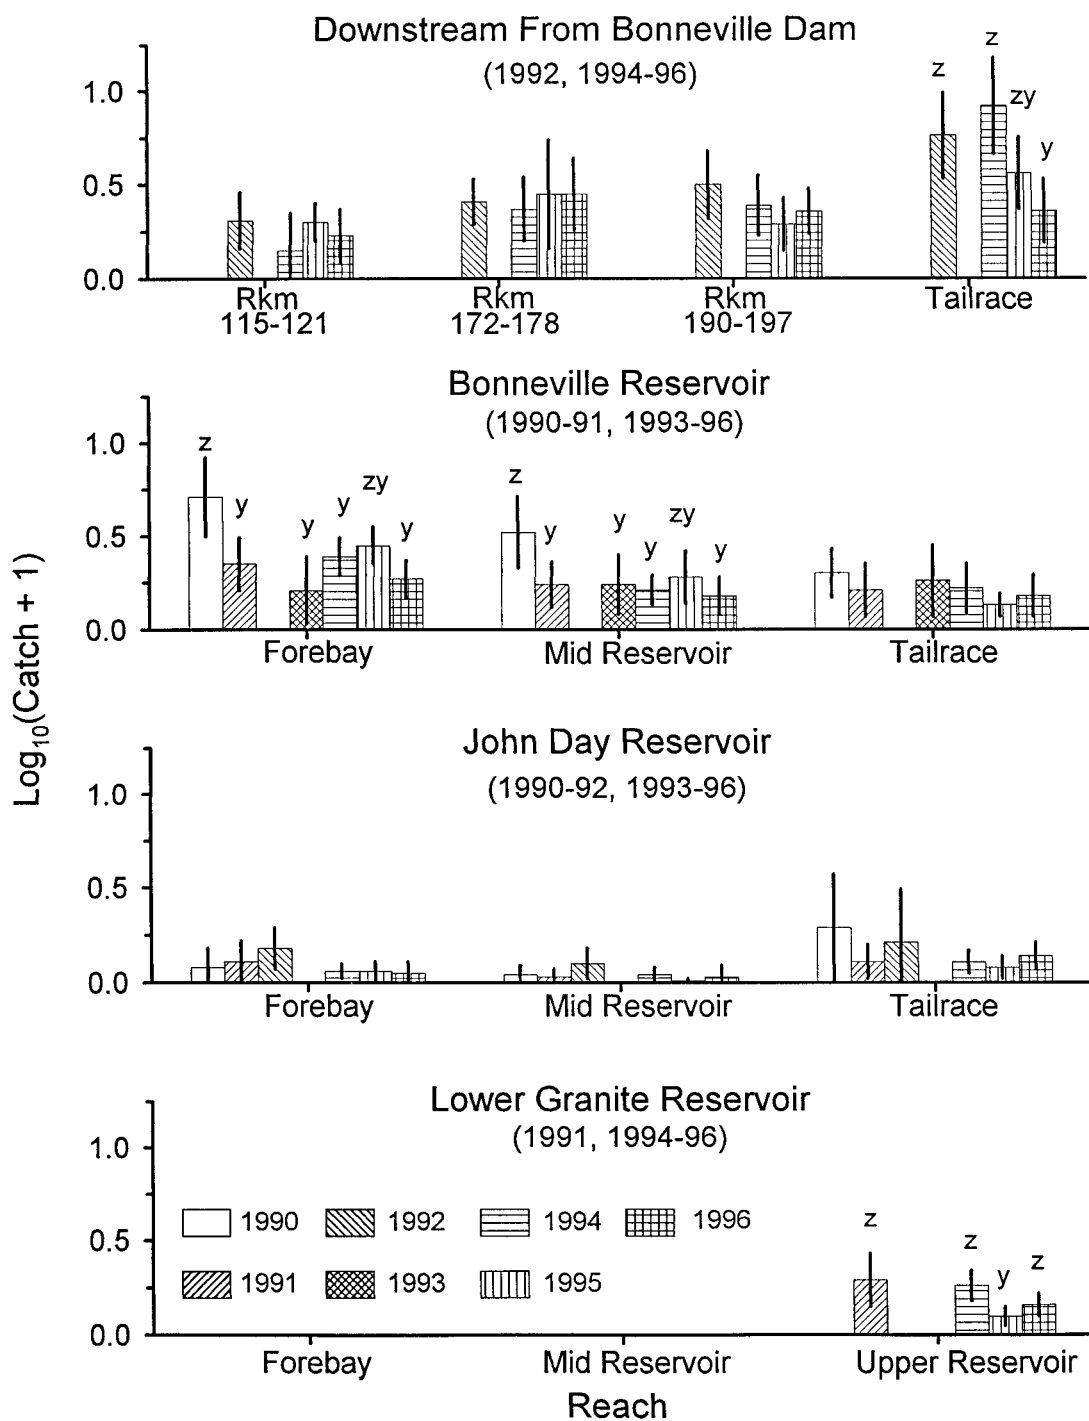 Downstream From Bonneville Dam
(1992, 1994-96)
z
z
zy
y
1.0
0.5
0.0
Rkm
115-121
Rkm
172-178
Rkm
190-197
Tailrace
Bonneville Reservoir
(1990-91, 1993-96)
1.0
0.5
0.0
z
y
y
y
zy
y
z
y
y
y
zy
y
Forebay
Mid Reservoir
Tailrace
Log10(Catch + 1)
John Day Reservoir
(1990-92, 1993-96)
1.0
0.5
0.0
Forebay
Mid Reservoir
Tailrace
Lower Granite Reservoir
(1991, 1994-96)
1.0
0.5
0.0
1990
1992
1994
1996
1991
1993
1995
z
z
y
z
Forebay
Mid Reservoir
Upper Reservoir
Reach